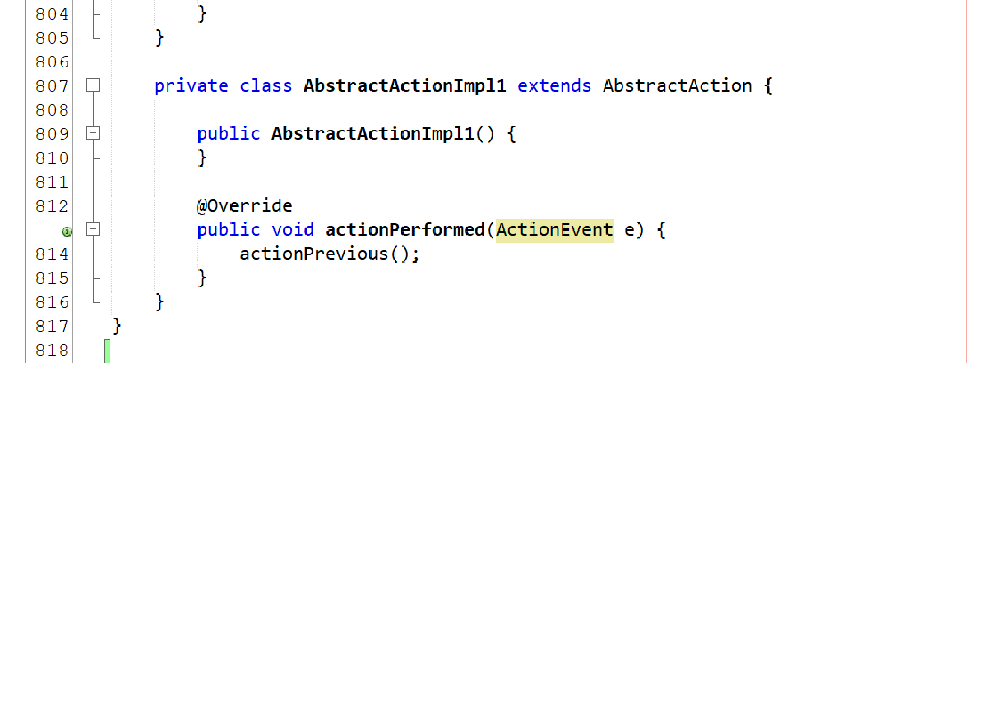 804                }
805            }
806
807            private class AbstractActionImpl1 extends AbstractAction {
808
809                public AbstractActionImpl1() {
810                }
811
812                @Override
                public void actionPerformed(ActionEvent e) {
814                    actionPrevious();
815                }
816            }
817        }
818